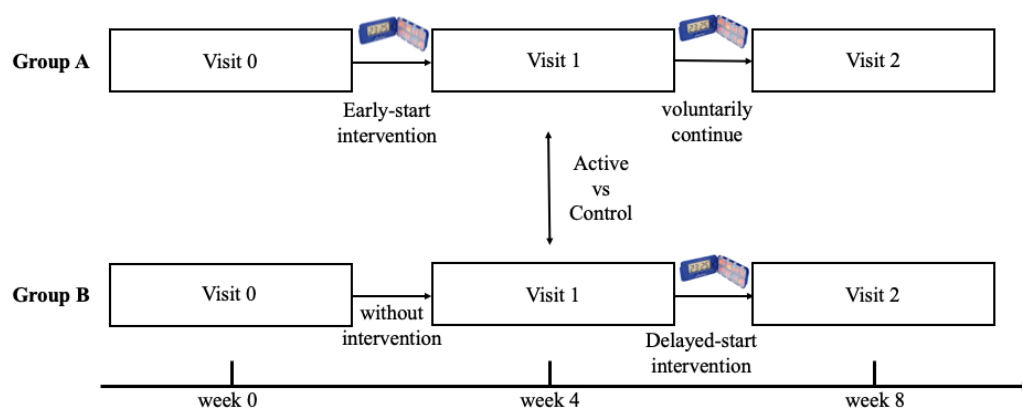 Group A
Visit 0
Early-start
intervention
Visit 1
voluntarily
continue
Visit 2
Active
vs
Control
Group B
Visit 0
without
intervention
Visit 1
Delayed-start
intervention
Visit 2
week 0
week 4
week 8